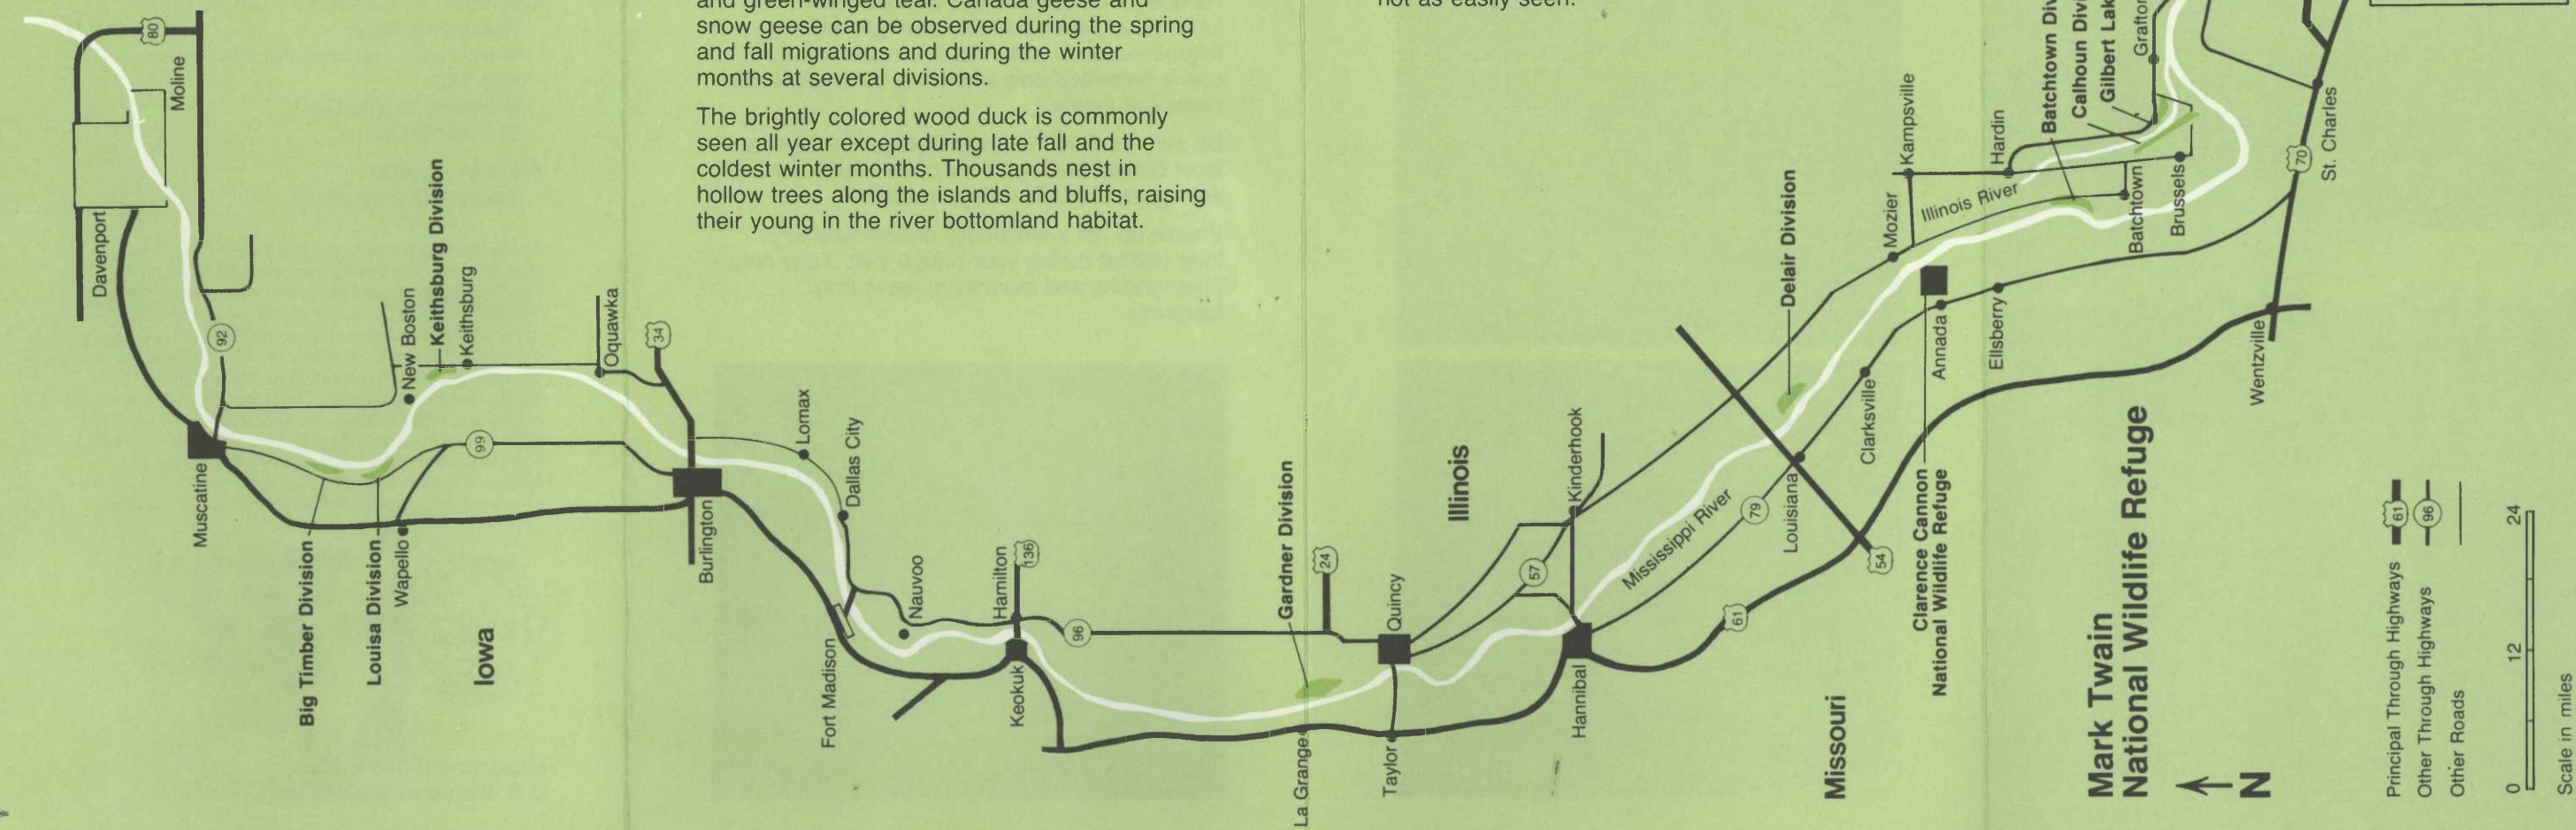 and green-winged teal. Canada geese and
snow geese can be observed during the spring
and fall migrations and during the winter
months at several divisions.
The brightly colored wood duck is commonly
seen all year except during late fall and the
coldest winter months. Thousands nest in
hollow trees along the islands and bluffs, raising
their young in the river bottomland habitat.
not as easily seen.
80
Moline
Davenport
92
Muscatine
New Boston
Keithsburg Division
Keithsburg
Oquawka
34
99
Big Timber Division
Louisa Division
Wapello
Iowa
Burlington
Lomax
Dallas City
Fort Madison
Nauvoo
Hamilton
136
Keokuk
96
Gardner Division
24
La Grange
Quincy
Taylor
Illinois
57
Kinderhook
Hannibal
Mississippi River
79
61
Louisiana
54
Delair Division
Clarksville
Clarence Cannon
National Wildlife Refuge
Annada
Ellsberry
Mozier
Kampsville
Illinois River
Hardin
Batchtown Div
Calhoun Divi
Gilbert Lak
Grafton
Batchtown
Brussels
70
St. Charles
Wentzville
Missouri
Mark Twain
National Wildlife Refuge
N
Principal Through Highways 61
Other Through Highways 96
Other Roads
0 12 24
Scale in miles